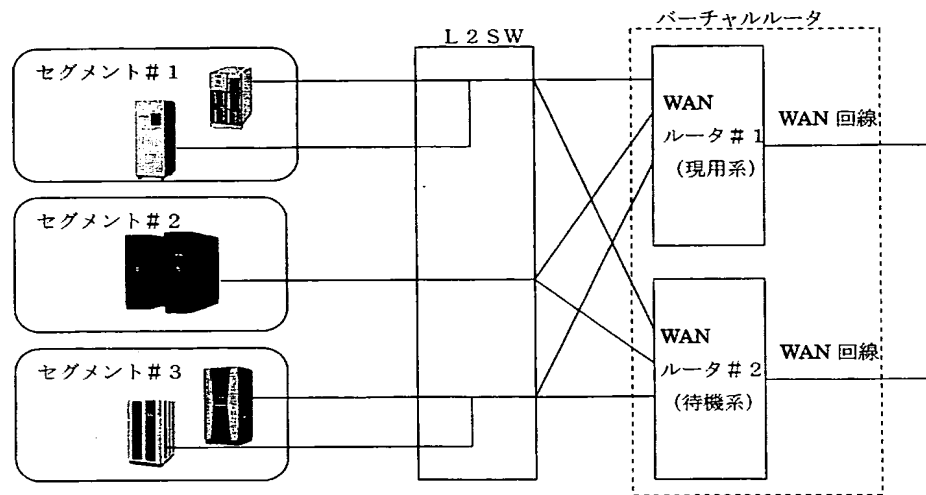 バーチャルルータ
L2SW
セグメント#1
WAN
ルータ#1
(現用系)
WAN 回線
セグメント#2
セグメント#3
WAN
ルータ#2
(待機系)
WAN 回線